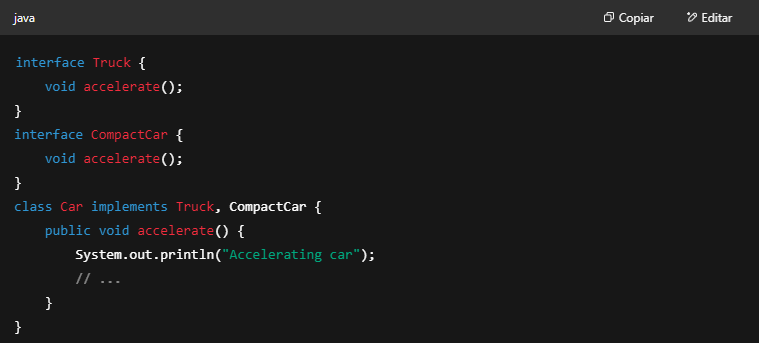 java
Copiar
Editar
interface Truck {
    void accelerate();
}
interface CompactCar {
    void accelerate();
}
class Car implements Truck, CompactCar {
    public void accelerate() {
        System.out.println("Accelerating car");
        // ...
    }
}